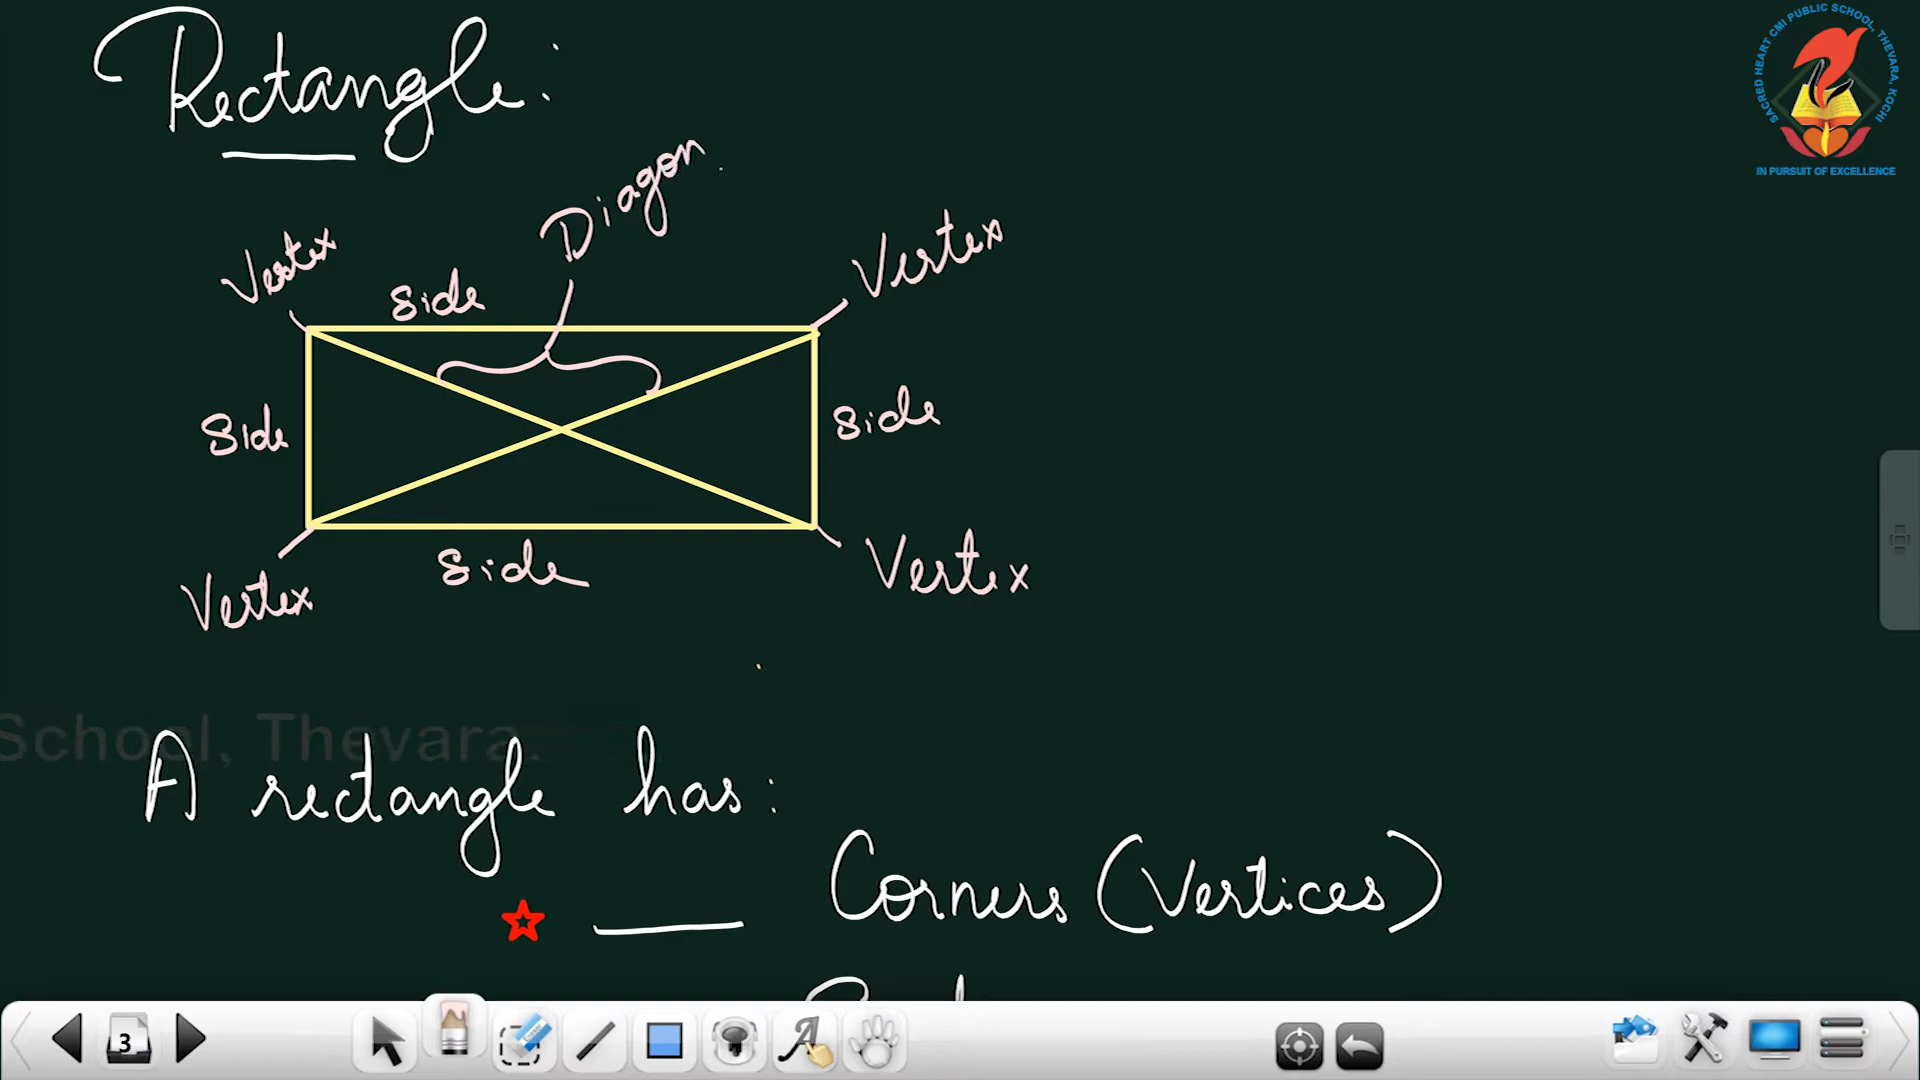 Rectangle:
SACRED HEART CMI PUBLIC SCHOOL, THEVARA, KOCHI
IN PURSUIT OF EXCELLENCE
Diagon
Vertex
Side
Vertex
Side
Side
Vertex
Side
Vertex
School, Thevara.
A rectangle has:
Corners (Vertices)
3